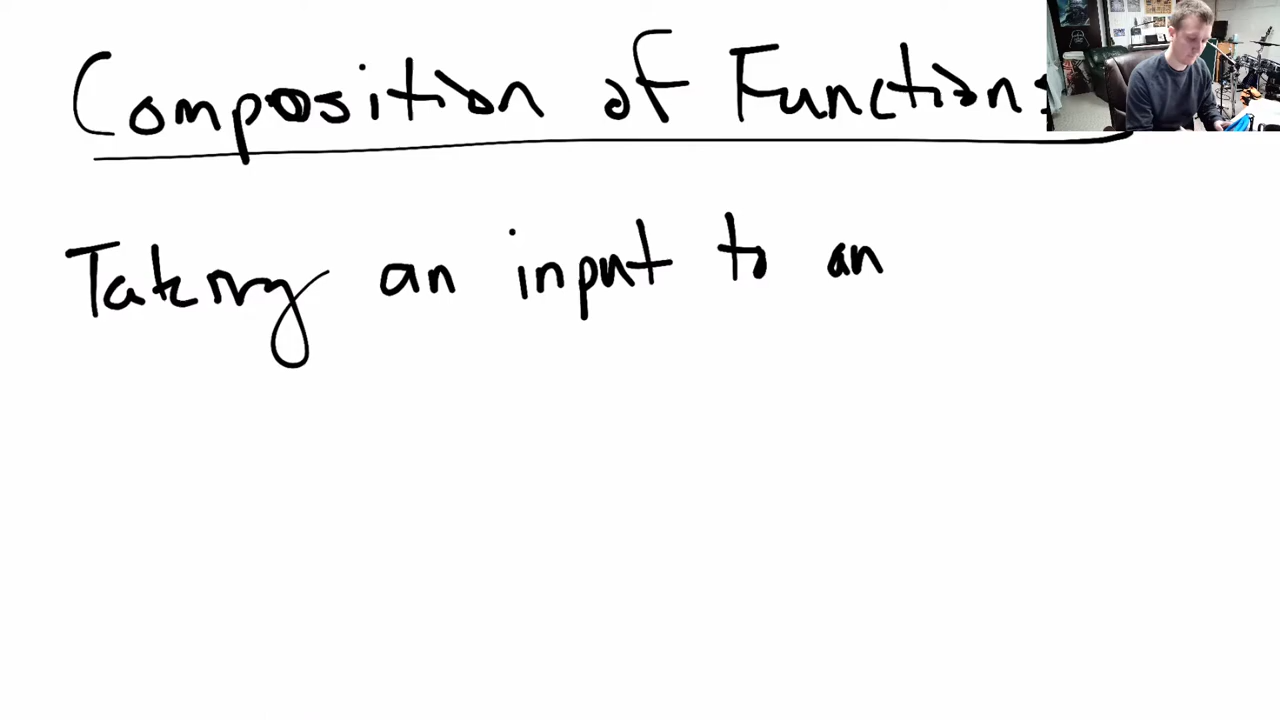 Composition of Functions
Taking an input to an